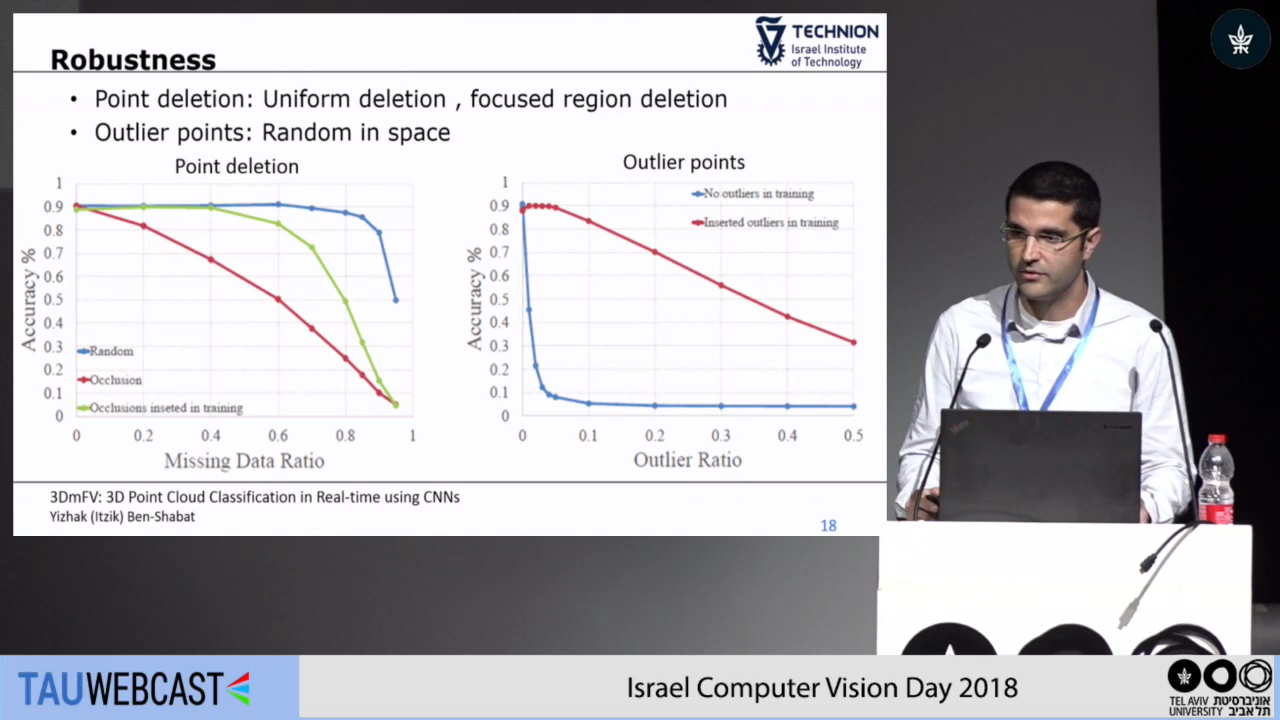 Robustness
TECHNION
Israel Institute
of Technology
• Point deletion: Uniform deletion , focused region deletion
• Outlier points: Random in space
Point deletion
1
0.9
0.8
0.7
0.6
0.5
0.4
0.3
0.2
0.1
0
Accuracy %
Random
Occlusion
Occlusions inseted in training
0 0.2 0.4 0.6 0.8 1
Missing Data Ratio
Outlier points
1
0.9
0.8
0.7
0.6
0.5
0.4
0.3
0.2
0.1
0
Accuracy %
No outliers in training
Inserted outliers in training
0 0.1 0.2 0.3 0.4 0.5
Outlier Ratio
3DmFV: 3D Point Cloud Classification in Real-time using CNNs
Yizhak (Itzik) Ben-Shabat
18
TAUWEBCAST
Israel Computer Vision Day 2018
TEL AVIV אוניברסיטת
UNIVERSITY תל אביב